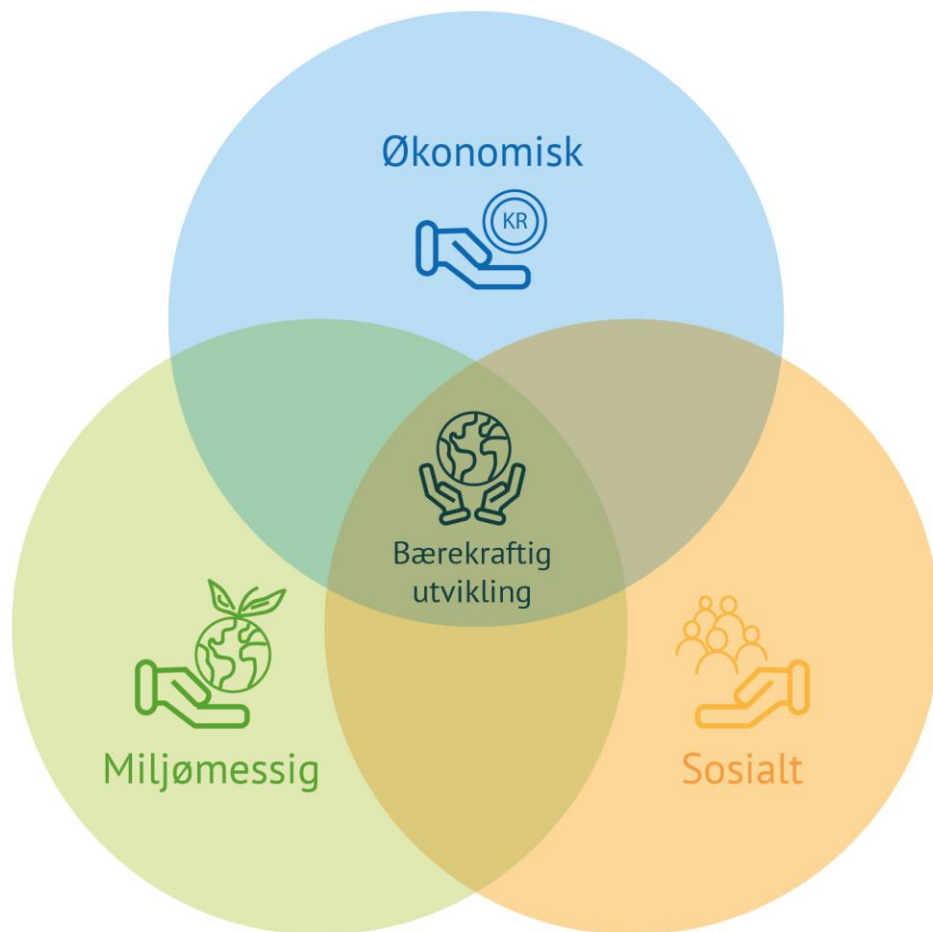 Økonomisk
KR
Bærekraftig
utvikling
Miljømessig
Sosialt